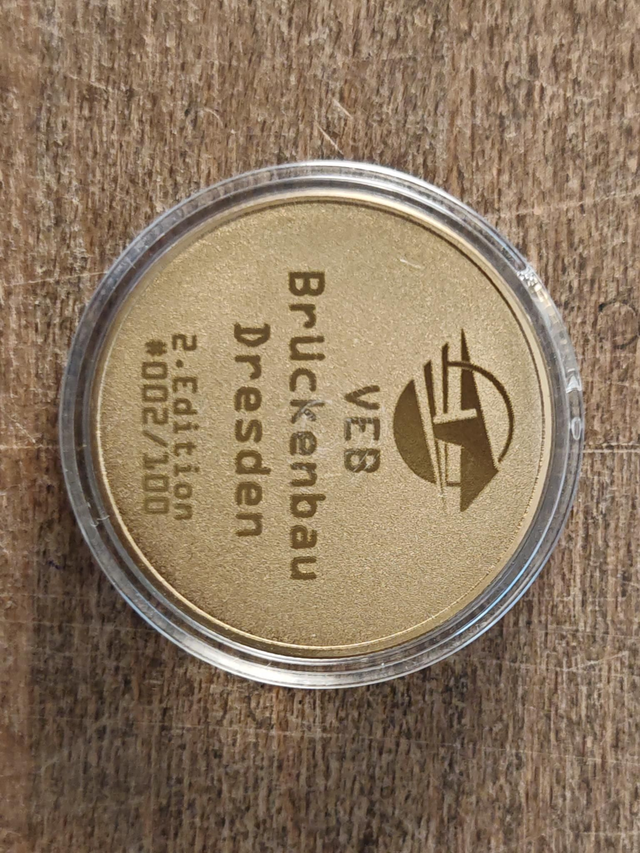 VEB
Brückenbau
Dresden
2.Edition
#002/100